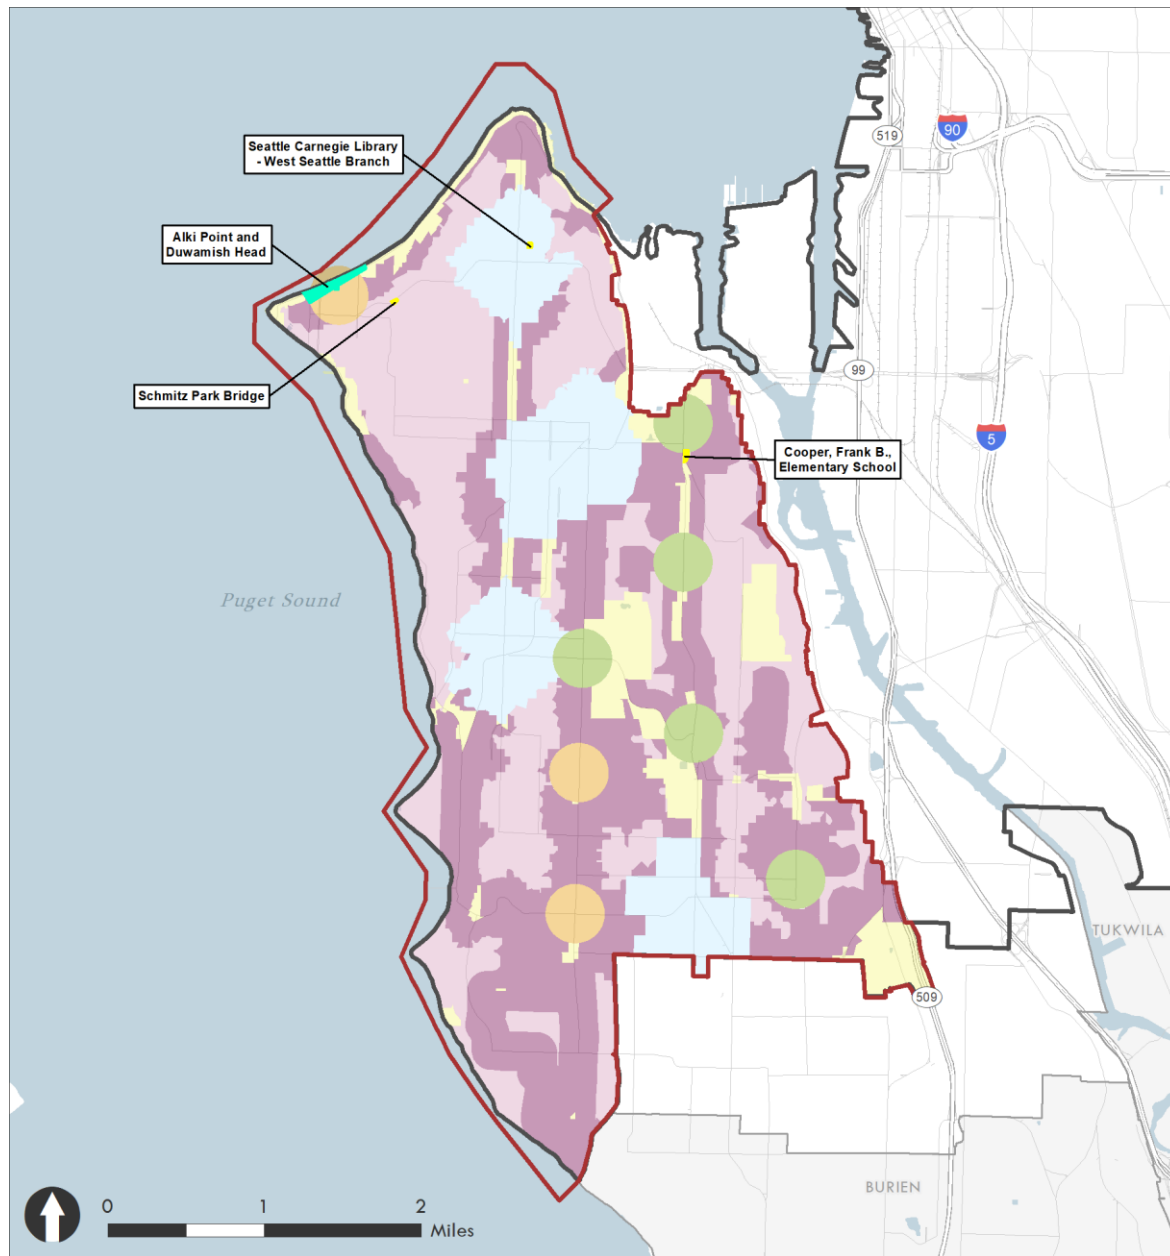 519
90
Seattle Carnegie Library
- West Seattle Branch
Alki Point and
Duwamish Head
99
Schmitz Park Bridge
5
Cooper, Frank B.,
Elementary School
Puget Sound
TUKWILA
509
BURIEN
0 1 2
Miles